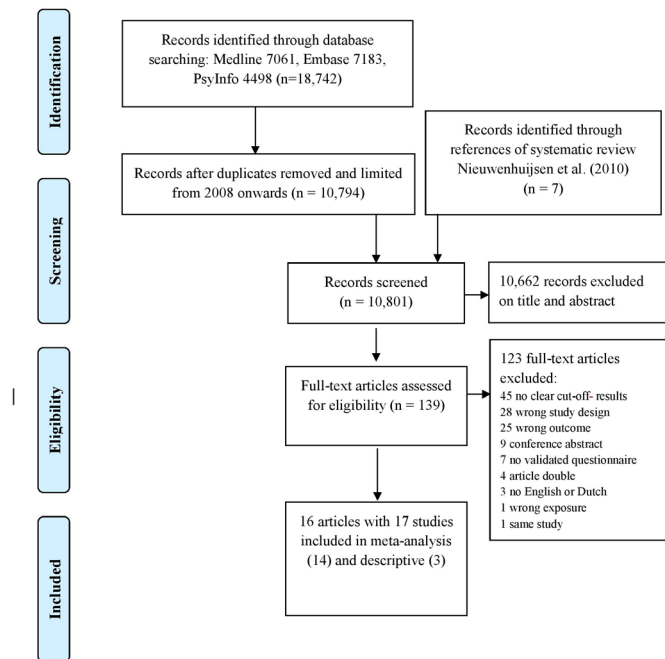 Identification
Records identified through database
searching: Medline 7061, Embase 7183,
PsyInfo 4498 (n=18,742)
Records identified through
references of systematic review
Nieuwenhuijsen et al. (2010)
(n = 7)
Records after duplicates removed and limited
from 2008 onwards (n = 10,794)
Screening
Records screened
(n = 10,801)
10,662 records excluded
on title and abstract
Eligibility
Full-text articles assessed
for eligibility (n = 139)
123 full-text articles
excluded:
45 no clear cut-off- results
28 wrong study design
25 wrong outcome
9 conference abstract
7 no validated questionnaire
4 article double
3 no English or Dutch
1 wrong exposure
1 same study
Included
16 articles with 17 studies
included in meta-analysis
(14) and descriptive (3)